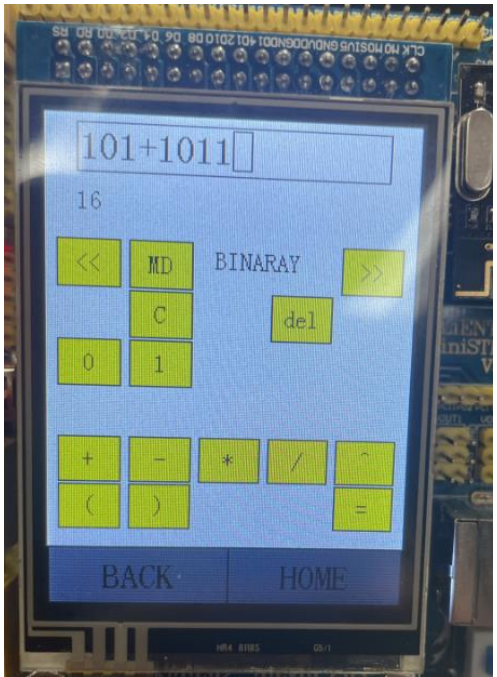 101+1011
16
<< MD BINARAY >>
C del
0 1
+ - * / ^
( ) =
BACK HOME